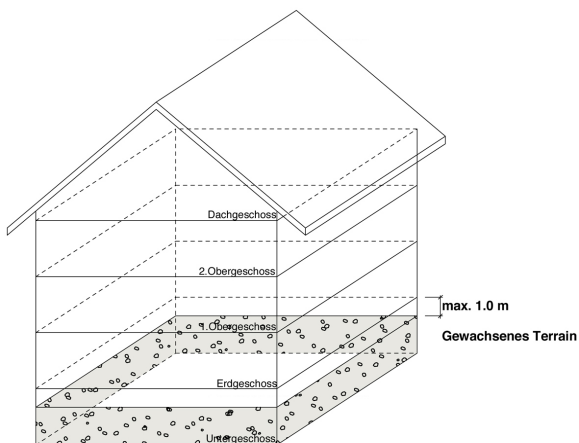 Dachgeschoss
2.Obergeschoss
max. 1.0 m
1.Obergeschoss
Gewachsenes Terrain
Erdgeschoss
Untergeschoss